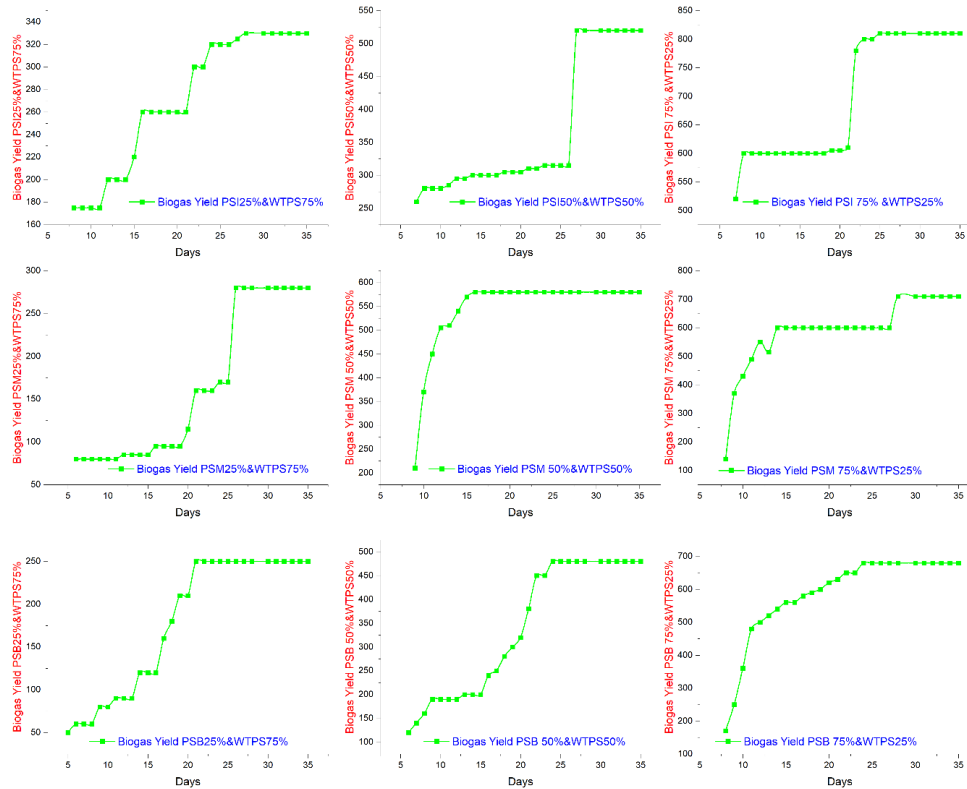 Biogas Yield PSI25%&WTPS75%
340
320
300
280
260
240
220
200
180
160
Biogas Yield PSI25%&WTPS75%
5 10 15 20 25 30 35
Days
Biogas Yield PSI50%&WTPS50%
550
500
450
400
350
300
250
Biogas Yield PSI50%&WTPS50%
5 10 15 20 25 30 35
Days
Biogas Yield PSI 75% &WTPS25%
850
800
750
700
650
600
550
500
Biogas Yield PSI 75% &WTPS25%
5 10 15 20 25 30 35
Days
Biogas Yield PSM25%&WTPS75%
300
250
200
150
100
50
Biogas Yield PSM25%&WTPS75%
5 10 15 20 25 30 35
Days
Biogas Yield PSM 50%&WTPS50%
600
550
500
450
400
350
300
250
200
Biogas Yield PSM 50%&WTPS50%
5 10 15 20 25 30 35
Days
Biogas Yield PSM 75%&WTPS25%
800
700
600
500
400
300
200
100
Biogas Yield PSM 75%&WTPS25%
5 10 15 20 25 30 35
Days
Biogas Yield PSB25%&WTPS75%
250
200
150
100
50
Biogas Yield PSB25%&WTPS75%
5 10 15 20 25 30 35
Days
Biogas Yield PSB 50%&WTPS50%
500
450
400
350
300
250
200
150
100
Biogas Yield PSB 50%&WTPS50%
5 10 15 20 25 30 35
Days
Biogas Yield PSB 75%&WTPS25%
700
600
500
400
300
200
100
Biogas Yield PSB 75%&WTPS25%
5 10 15 20 25 30 35
Days